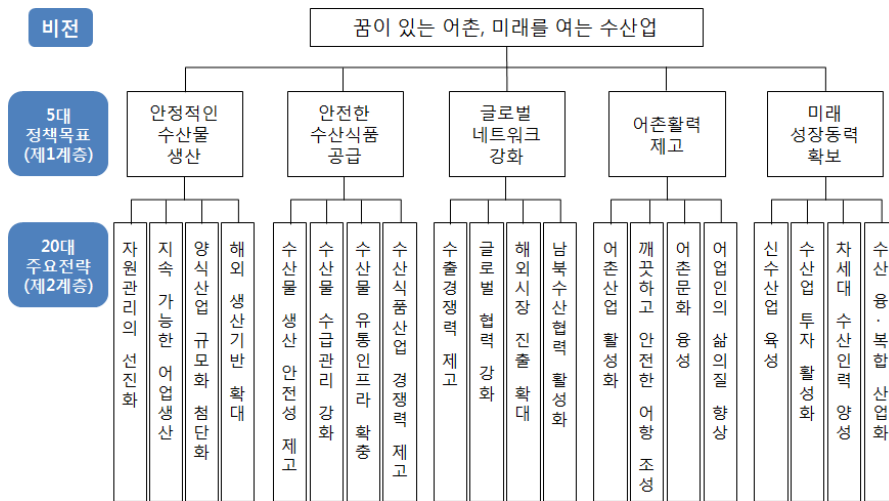 비전
꿈이 있는 어촌, 미래를 여는 수산업
5대
정책목표
(제1계층)
안정적인
수산물
생산
안전한
수산식품
공급
글로벌
네트워크
강화
어촌활력
제고
미래
성장동력
확보
20대
주요전략
(제2계층)
자원관리의 선진화
지속 가능한 어업생산
양식산업 규모화 첨단화
해외 생산기반 확대
수산물 생산 안전성 제고
수산물 수급관리 강화
수산물 유통인프라 확충
수산식품산업 경쟁력 제고
수출경쟁력 제고
글로벌 협력 강화
해외시장 진출 확대
남북수산협력 활성화
어촌산업 활성화
깨끗하고 안전한 어항 조성
어촌문화 융성
어업인의 삶의질 향상
신수산업 육성
수산업 투자 활성화
차세대 수산인력 양성
수산 융·복합 산업화